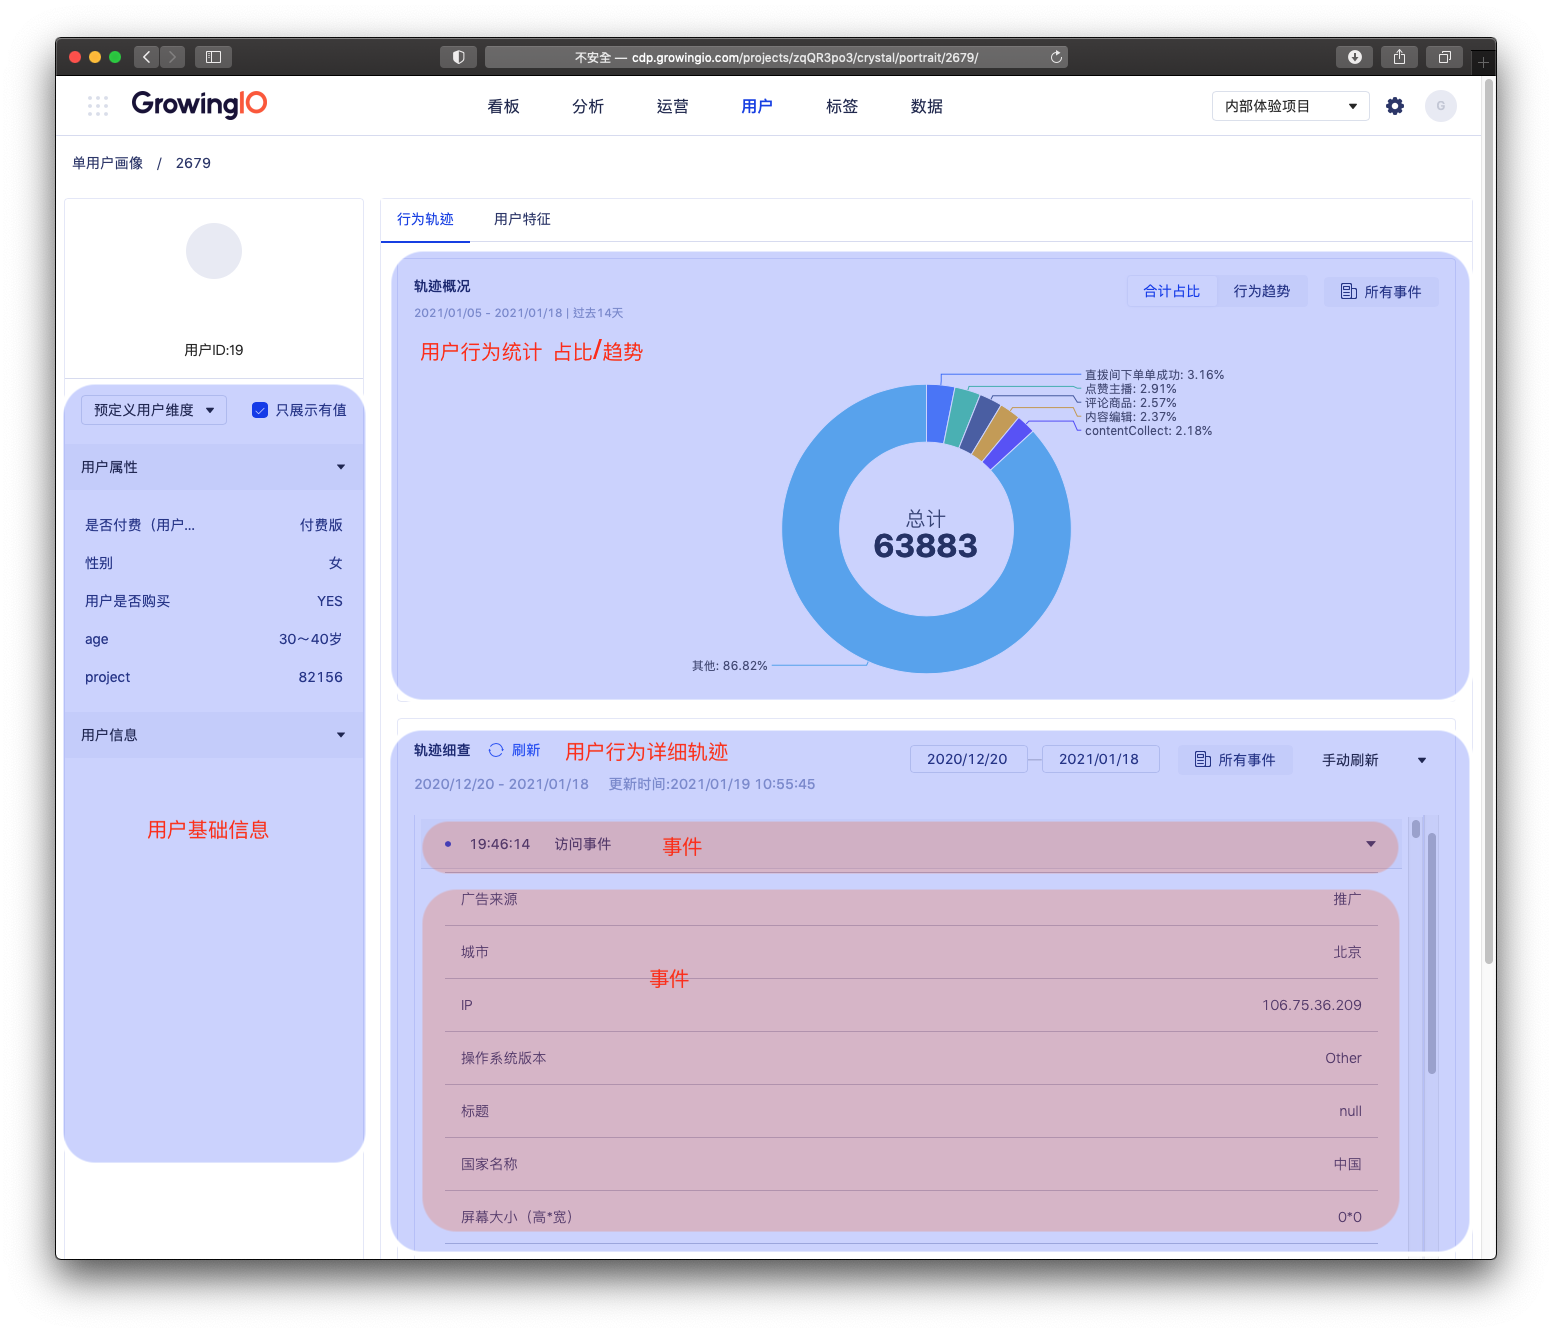 不安全 — cdp.growingio.com/projects/zqQR3po3/crystal/portrait/2679/
GrowingIO
看板
分析
运营
用户
标签
数据
内部体验项目
G
单用户画像 / 2679
用户ID:19
预定义用户维度
只展示有值
用户属性
是否付费（用户... 付费版
性别 女
用户是否购买 YES
age 30～40岁
project 82156
用户信息
用户基础信息
行为轨迹
用户特征
轨迹概况
合计占比
行为趋势
所有事件
2021/01/05 - 2021/01/18 | 过去14天
用户行为统计 占比/趋势
直拨间下单单成功: 3.16%
点赞主播: 2.91%
评论商品: 2.57%
内容编辑: 2.37%
contentCollect: 2.18%
总计
63883
其他: 86.82%
轨迹细查
刷新
用户行为详细轨迹
2020/12/20
2021/01/18
所有事件
手动刷新
2020/12/20 - 2021/01/18 更新时间:2021/01/19 10:55:45
19:46:14 访问事件
事件
广告来源 推广
城市 北京
事件
IP 106.75.36.209
操作系统版本 Other
标题 null
国家名称 中国
屏幕大小（高*宽） 0*0